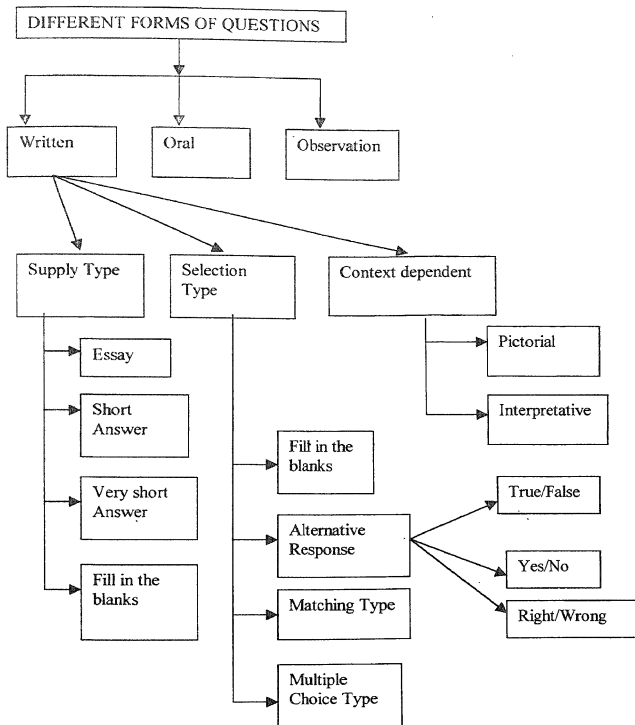 DIFFERENT FORMS OF QUESTIONS
Written
Oral
Observation
Supply Type
Selection
Type
Context dependent
Essay
Short
Answer
Very short
Answer
Fill in the
blanks
Fill in the
blanks
Alternative
Response
Matching Type
Multiple
Choice Type
Pictorial
Interpretative
True/False
Yes/No
Right/Wrong